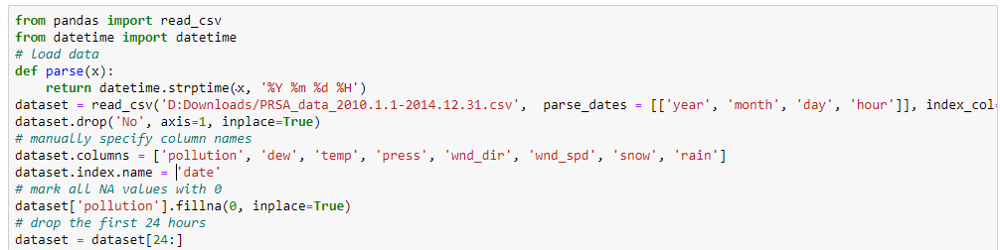 from pandas import read_csv
from datetime import datetime
# load data
def parse(x):
    return datetime.strptime(x, '%Y %m %d %H')
dataset = read_csv('D:Downloads/PRSA_data_2010.1.1-2014.12.31.csv',  parse_dates = [['year', 'month', 'day', 'hour']], index_col=
dataset.drop('No', axis=1, inplace=True)
# manually specify column names
dataset.columns = ['pollution', 'dew', 'temp', 'press', 'wnd_dir', 'wnd_spd', 'snow', 'rain']
dataset.index.name = 'date'
# mark all NA values with 0
dataset['pollution'].fillna(0, inplace=True)
# drop the first 24 hours
dataset = dataset[24:]